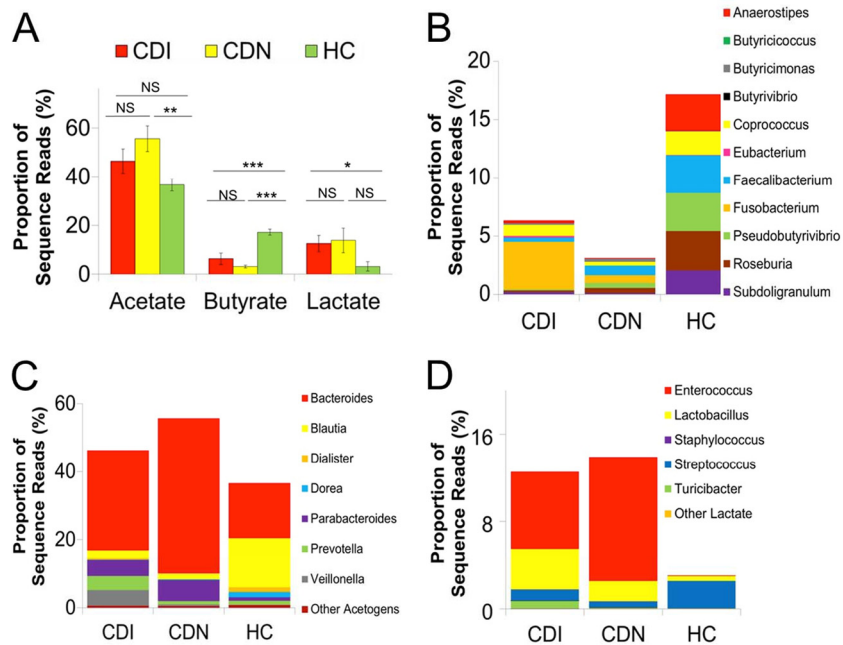 A
CDI CDN HC
Proportion of
Sequence Reads (%)
60
40
20
0
NS
NS **
***
NS ***
*
NS NS
Acetate Butyrate Lactate
B
Proportion of
Sequence Reads (%)
20
15
10
5
0
CDI CDN HC
Anaerostipes
Butyricicoccus
Butyricimonas
Butyrivibrio
Coprococcus
Eubacterium
Faecalibacterium
Fusobacterium
Pseudobutyrivibrio
Roseburia
Subdoligranulum
C
Proportion of
Sequence Reads (%)
60
40
20
0
CDI CDN HC
Bacteroides
Blautia
Dialister
Dorea
Parabacteroides
Prevotella
Veillonella
Other Acetogens
D
Proportion of
Sequence Reads (%)
16
8
0
CDI CDN HC
Enterococcus
Lactobacillus
Staphylococcus
Streptococcus
Turicibacter
Other Lactate